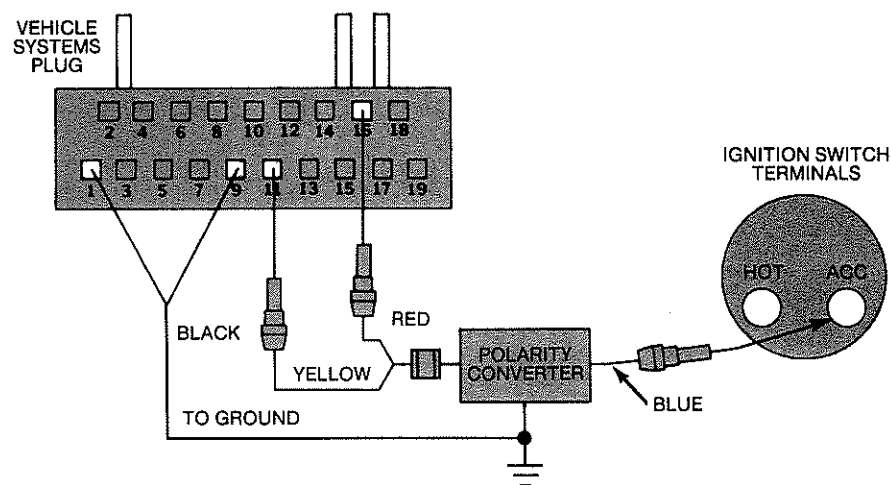 VEHICLE
SYSTEMS
PLUG
2 4 6 8 10 12 14 16 18
1 3 5 7 9 11 13 15 17 19
IGNITION SWITCH
TERMINALS
HOT ACC
BLACK
RED
YELLOW
POLARITY
CONVERTER
BLUE
TO GROUND